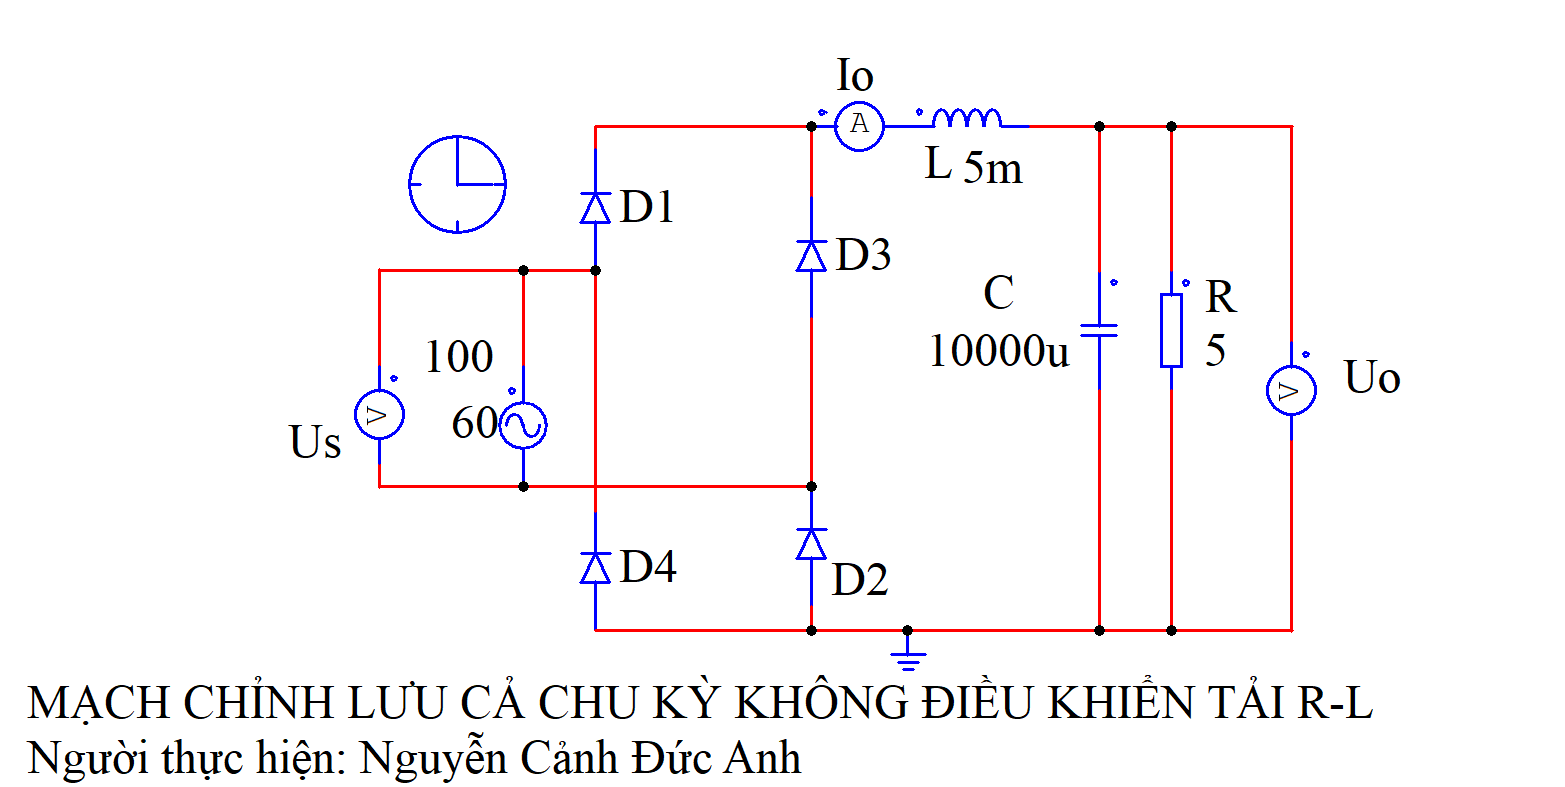 Io
A
L 5m
D1
D3
C
10000u
R
5
100
60
V
Us
V
Uo
D4
D2
MẠCH CHỈNH LƯU CẢ CHU KỲ KHÔNG ĐIỀU KHIỂN TẢI R-L
Người thực hiện: Nguyễn Cảnh Đức Anh